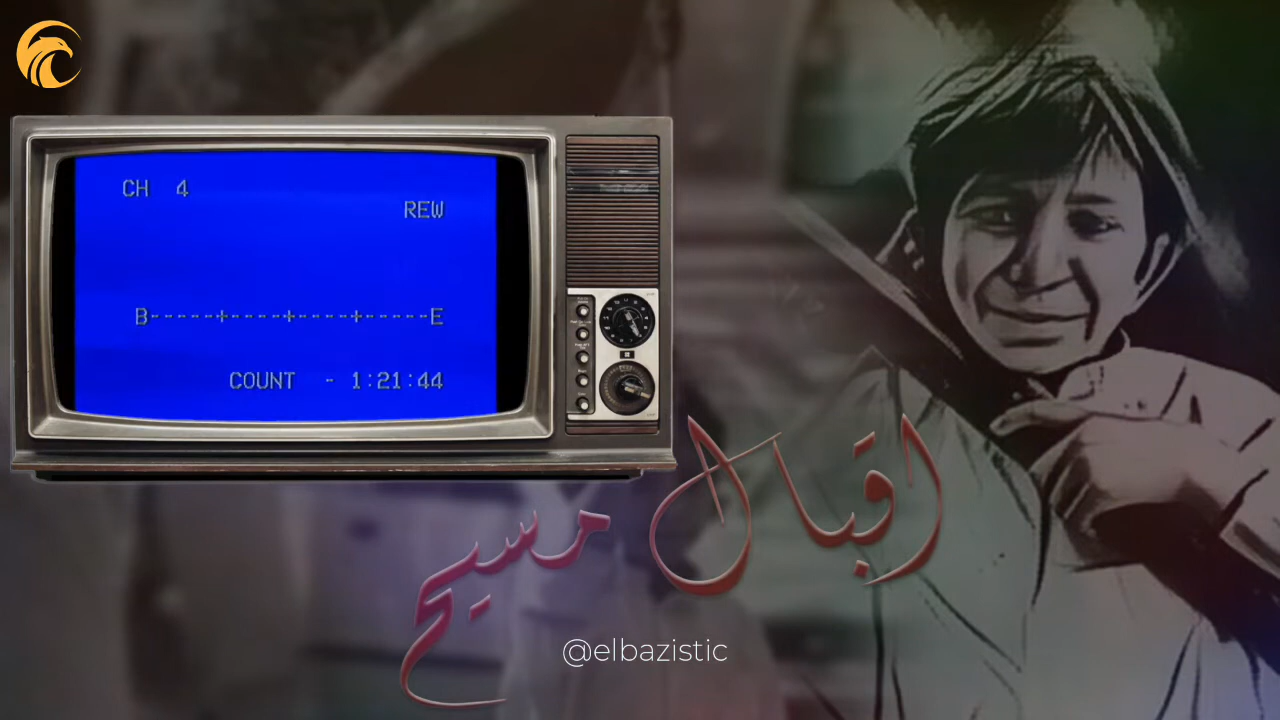 CH 4
REW
B-----+----+----+-----E
COUNT - 1:21:44
اقبال مسيح
@elbazistic